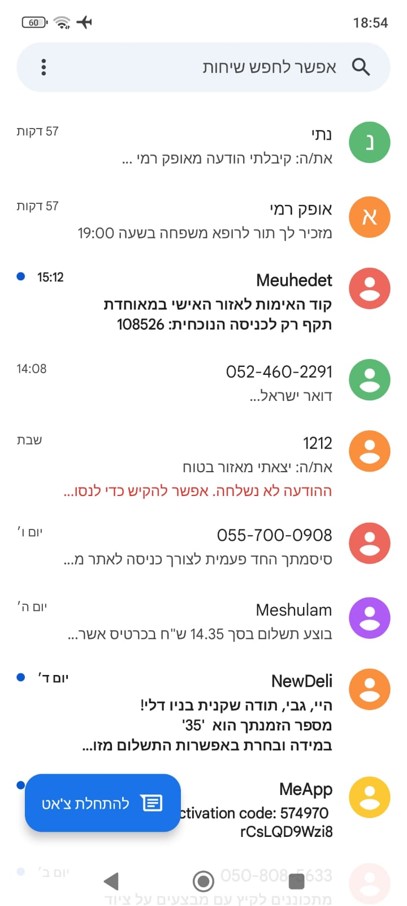 18:54
60
אפשר לחפש שיחות
נ
נתי
57 דקות
את/ה: קיבלתי הודעה מאופק רמי ...
א
אופק רמי
57 דקות
מזכיר לך תור לרופא משפחה בשעה 19:00
Meuhedet
15:12
קוד האימות לאזור האישי במאוחדת
תקף רק לכניסה הנוכחית: 108526
052-460-2291
14:08
דואר ישראל...
1212
שבת
את/ה: יצאתי מאזור בטוח
ההודעה לא נשלחה. אפשר להקיש כדי לנסו...
055-700-0908
יום ו׳
סיסמתך החד פעמית לצורך כניסה לאתר מ...
Meshulam
יום ה׳
בוצע תשלום בסך 14.35 ש"ח בכרטיס אשר...
NewDeli
יום ד׳
היי, גבי, תודה שקנית בניו דלי!
מספר הזמנתך הוא '35'
במידה ובחרת באפשרות התשלום מזו...
MeApp
ctivation code: 574970
rCsLQD9Wzi8
להתחלת צ'אט
050-808-5633
יום ב׳
מתכוננים לקיץ עם מבצעים על ציוד